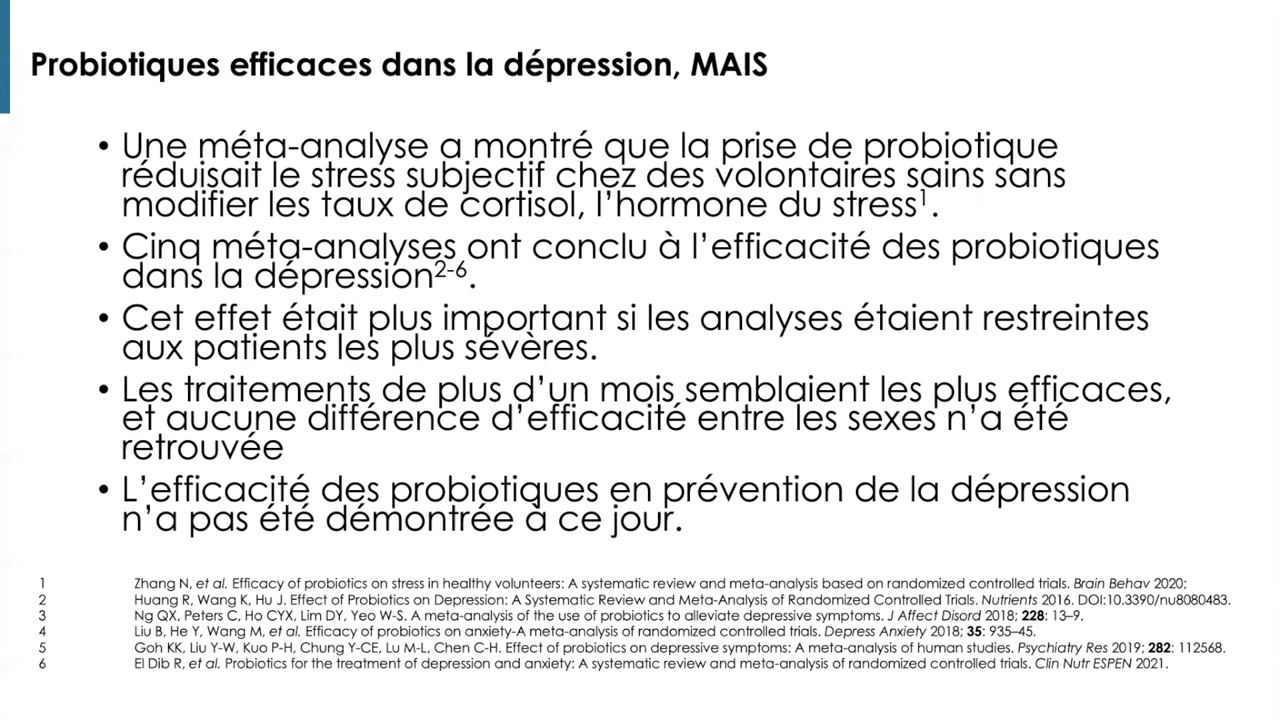 Probiotiques efficaces dans la dépression, MAIS
• Une méta-analyse a montré que la prise de probiotique
réduisait le stress subjectif chez des volontaires sains sans
modifier les taux de cortisol, l’hormone du stress1.
• Cinq méta-analyses ont conclu à l’efficacité des probiotiques
dans la dépression2-6.
• Cet effet était plus important si les analyses étaient restreintes
aux patients les plus sévères.
• Les traitements de plus d’un mois semblaient les plus efficaces,
et aucune différence d’efficacité entre les sexes n’a été
retrouvée
• L’efficacité des probiotiques en prévention de la dépression
n’a pas été démontrée à ce jour.
1 Zhang N, et al. Efficacy of probiotics on stress in healthy volunteers: A systematic review and meta-analysis based on randomized controlled trials. Brain Behav 2020;
2 Huang R, Wang K, Hu J. Effect of Probiotics on Depression: A Systematic Review and Meta-Analysis of Randomized Controlled Trials. Nutrients 2016. DOI:10.3390/nu8080483.
3 Ng QX, Peters C, Ho CYX, Lim DY, Yeo W-S. A meta-analysis of the use of probiotics to alleviate depressive symptoms. J Affect Disord 2018; 228: 13–9.
4 Liu B, He Y, Wang M, et al. Efficacy of probiotics on anxiety-A meta-analysis of randomized controlled trials. Depress Anxiety 2018; 35: 935–45.
5 Goh KK, Liu Y-W, Kuo P-H, Chung Y-CE, Lu M-L, Chen C-H. Effect of probiotics on depressive symptoms: A meta-analysis of human studies. Psychiatry Res 2019; 282: 112568.
6 El Dib R, et al. Probiotics for the treatment of depression and anxiety: A systematic review and meta-analysis of randomized controlled trials. Clin Nutr ESPEN 2021.